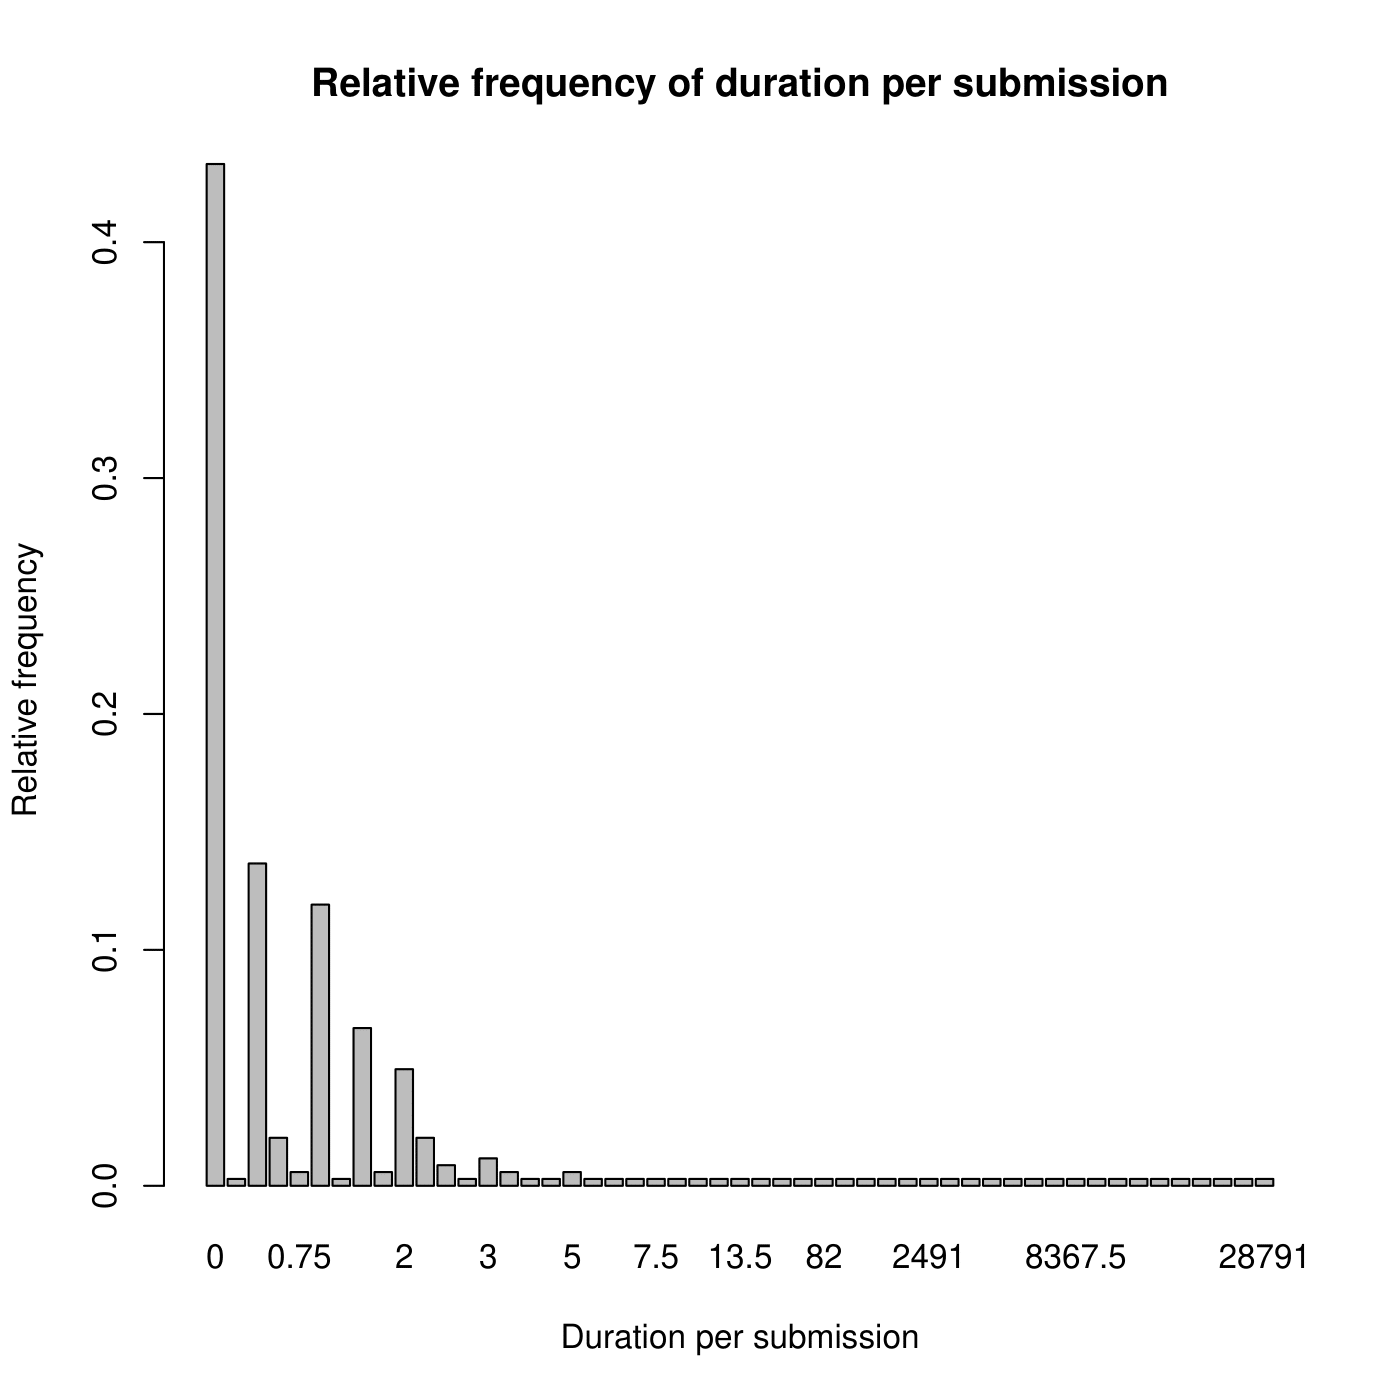 Relative frequency of duration per submission
Relative frequency
0.4
0.3
0.2
0.1
0.0
0 0.75 2 3 5 7.5 13.5 82 2491 8367.5 28791
Duration per submission